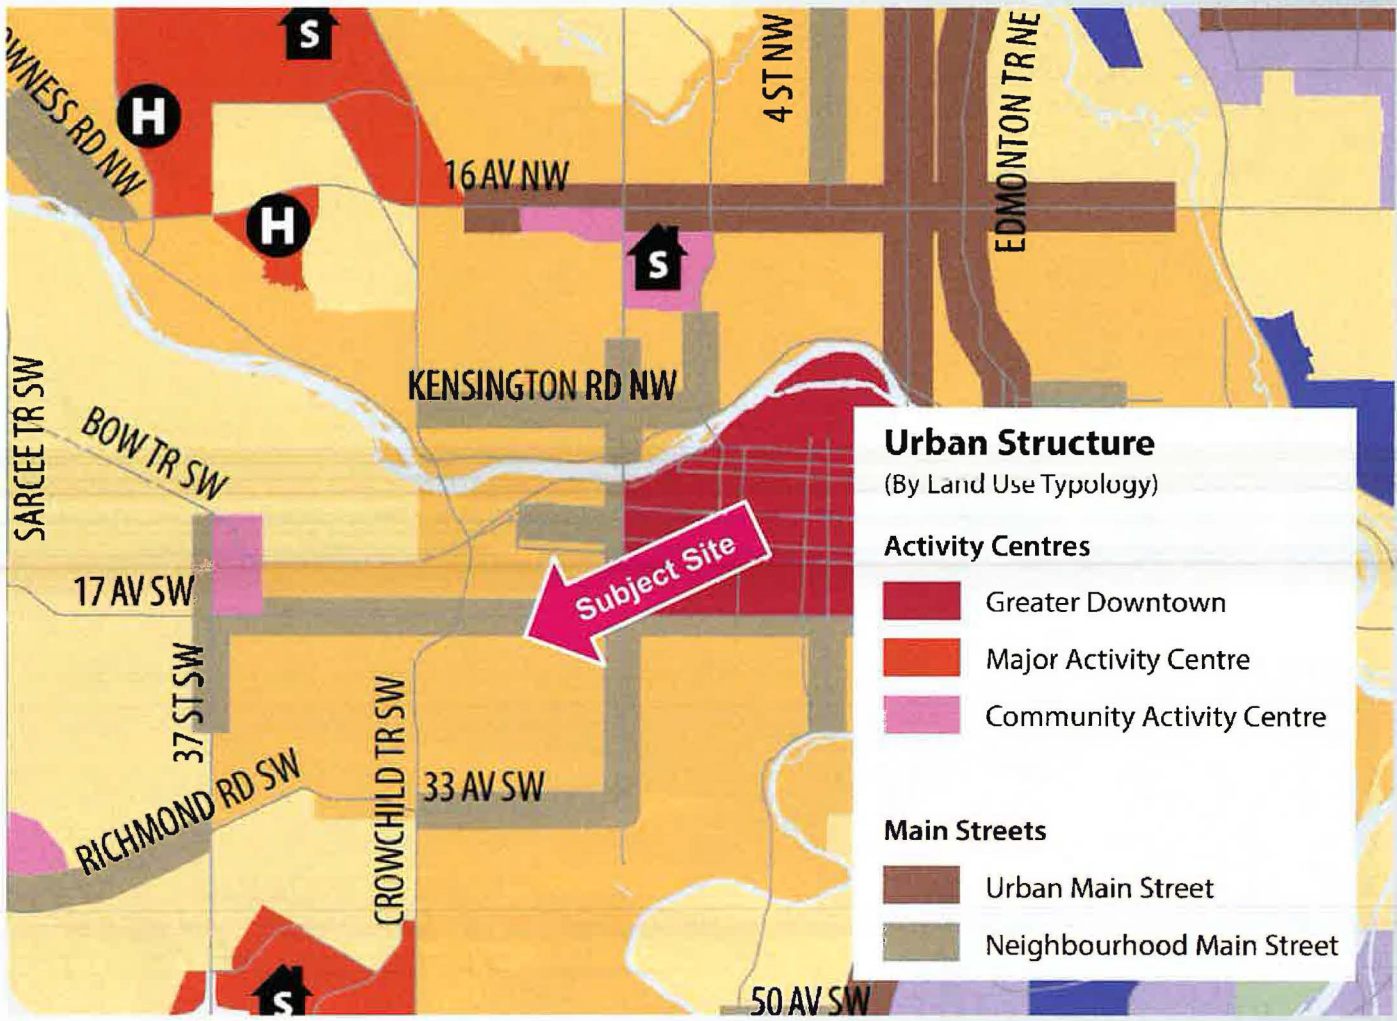 S
H
OWNESS RD NW
4 ST NW
EDMONTON TR NE
16 AV NW
H
S
KENSINGTON RD NW
SARCEE TR SW
BOW TR SW
17 AV SW
Subject Site
37 ST SW
RICHMOND RD SW
CROWCHILD TR SW
33 AV SW
S
50 AV SW
Urban Structure
(By Land Use Typology)
Activity Centres
Greater Downtown
Major Activity Centre
Community Activity Centre
Main Streets
Urban Main Street
Neighbourhood Main Street